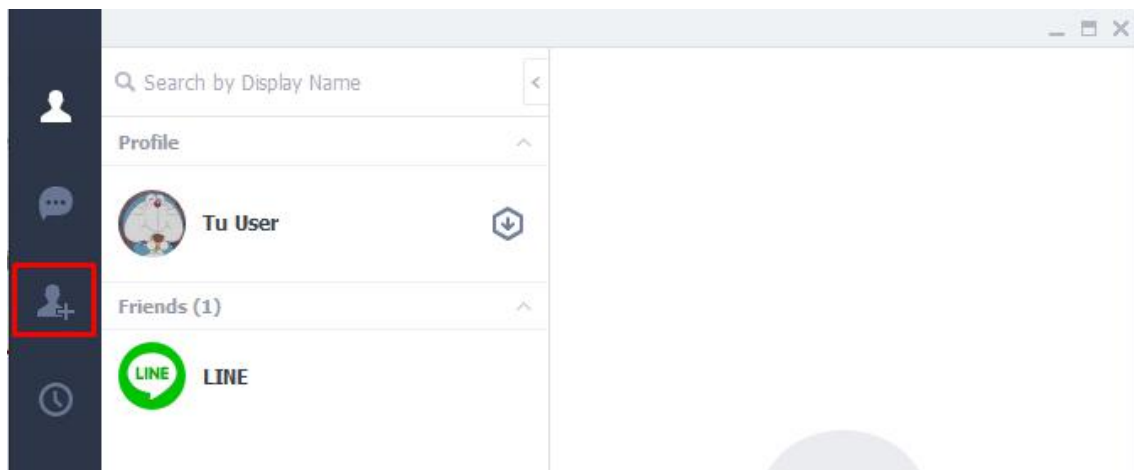 Search by Display Name
Profile
Tu User
Friends (1)
LINE
LINE